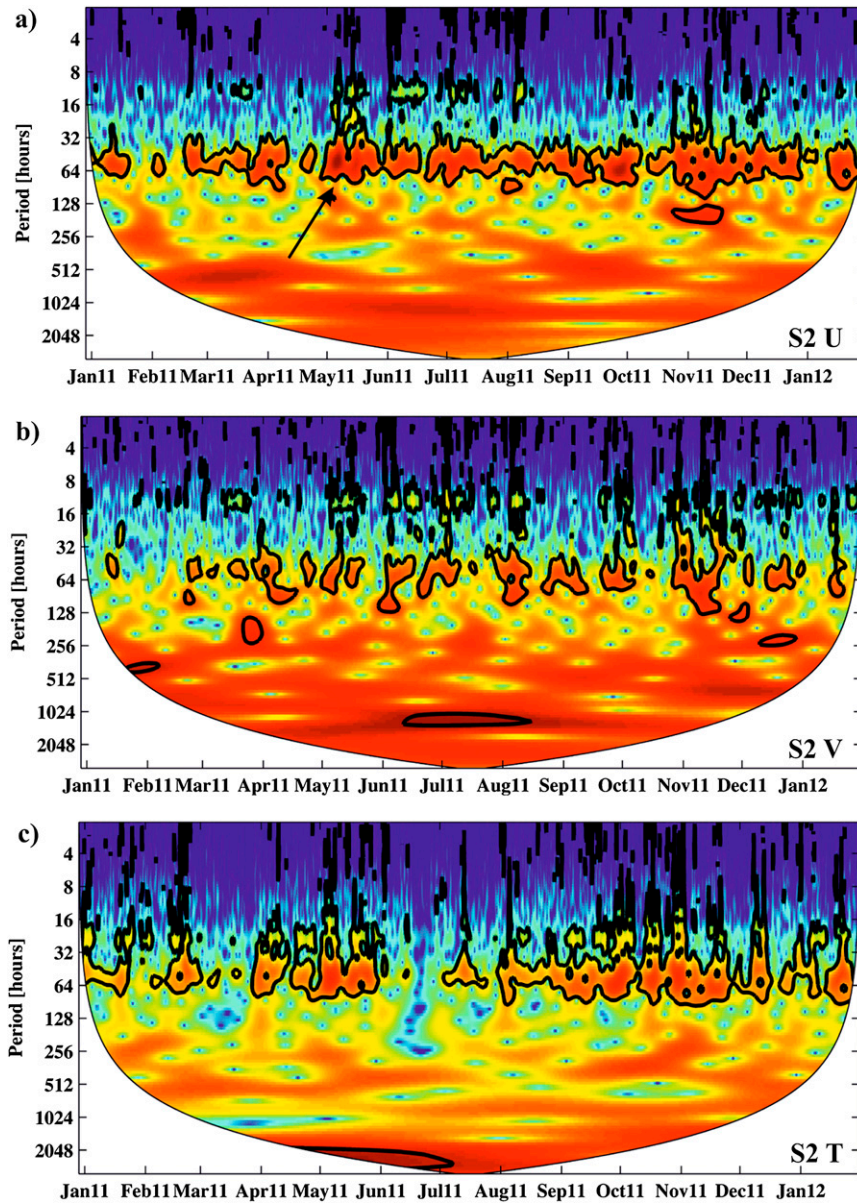 a)
4
8
16
32
64
128
256
512
1024
2048
Period [hours]
S2 U
Jan11 Feb11 Mar11 Apr11 May11 Jun11 Jul11 Aug11 Sep11 Oct11 Nov11 Dec11 Jan12
b)
4
8
16
32
64
128
256
512
1024
2048
Period [hours]
S2 V
Jan11 Feb11 Mar11 Apr11 May11 Jun11 Jul11 Aug11 Sep11 Oct11 Nov11 Dec11 Jan12
c)
4
8
16
32
64
128
256
512
1024
2048
Period [hours]
S2 T
Jan11 Feb11 Mar11 Apr11 May11 Jun11 Jul11 Aug11 Sep11 Oct11 Nov11 Dec11 Jan12